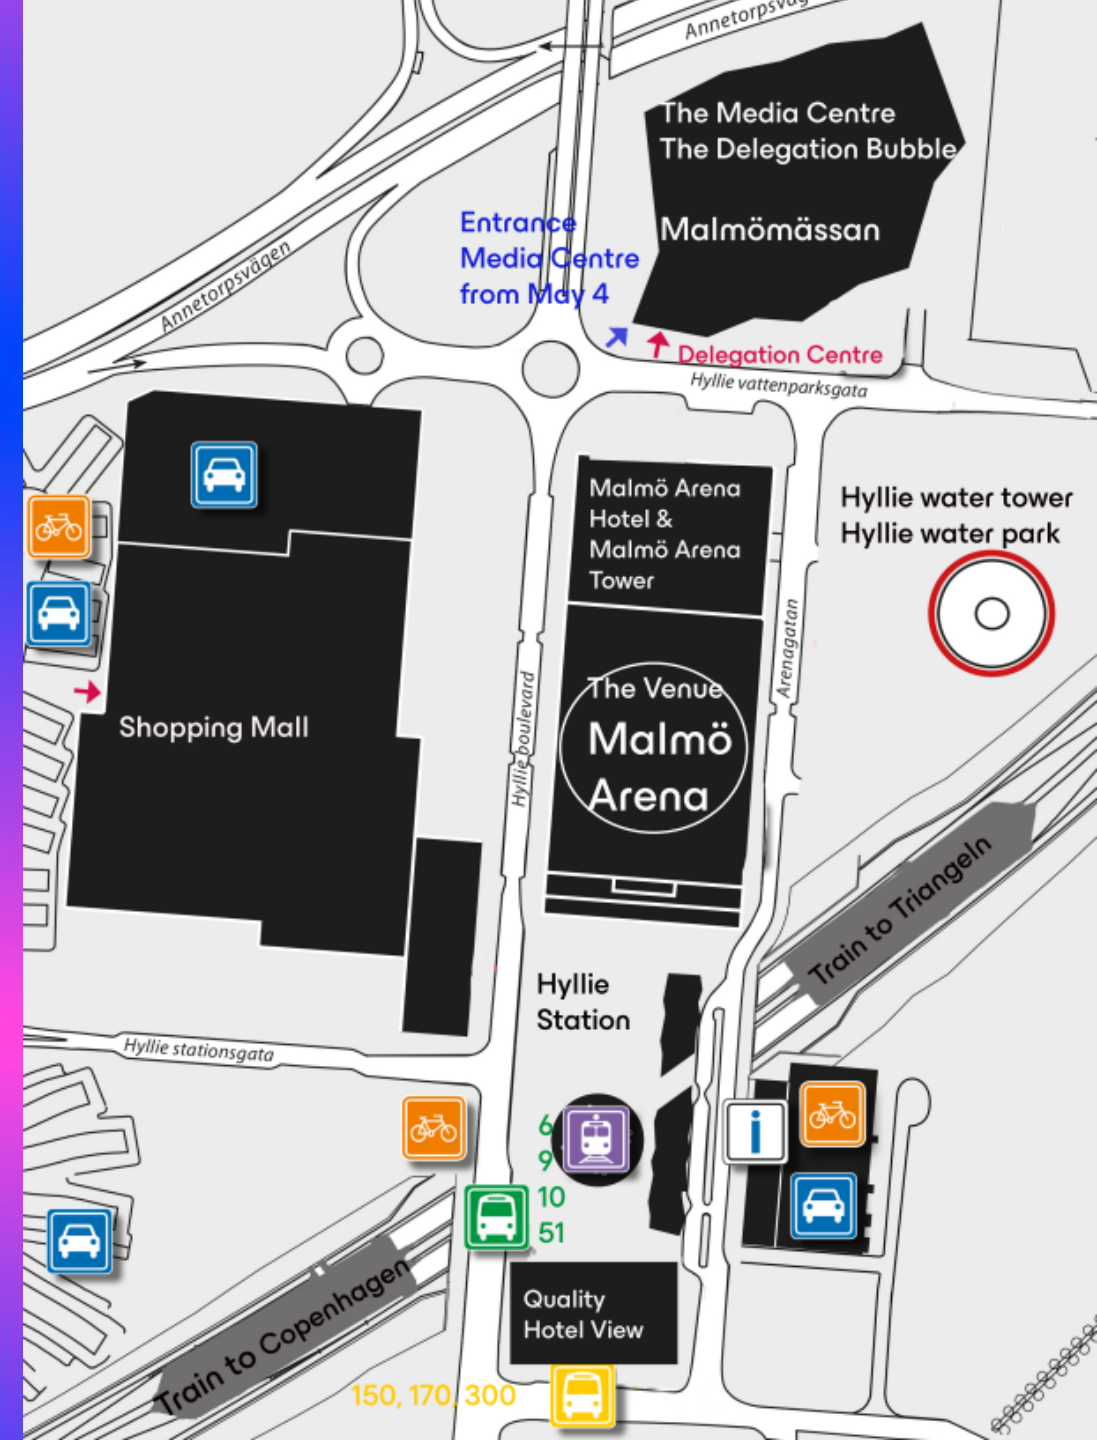 Annetorpsväg
The Media Centre
The Delegation Bubble
Malmömässan
Entrance
Media Centre
from May 4
Annetorpsvägen
Delegation Centre
Hyllie vattenparksgata
Malmö Arena
Hotel &
Malmö Arena
Tower
Hyllie water tower
Hyllie water park
Arenagatan
The Venue
Malmö
Arena
Hyllie boulevard
Shopping Mall
Train to Triangeln
Hyllie
Station
Hyllie stationsgata
6
9
10
51
i
Train to Copenhagen
Quality
Hotel View
150, 170, 300